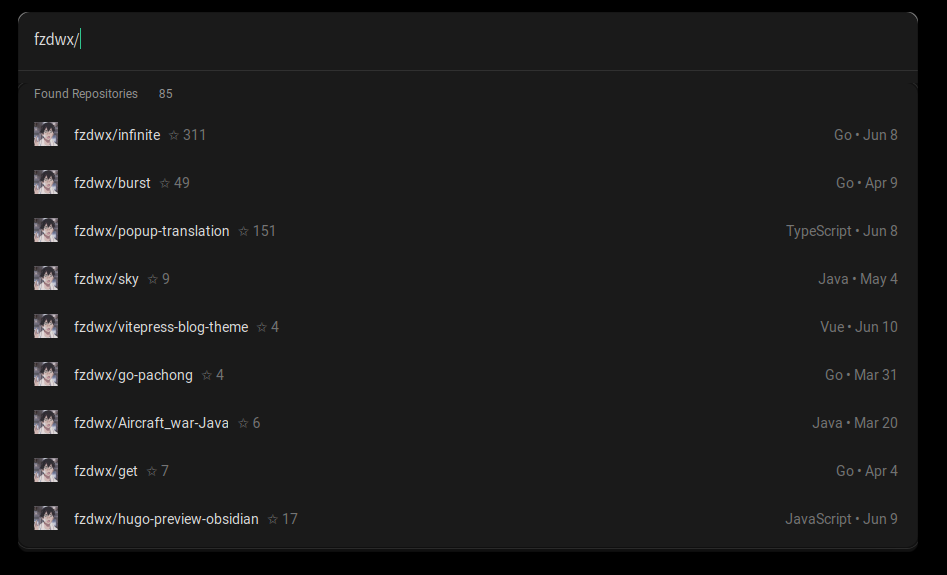 fzdwx/
Found Repositories 85
fzdwx/infinite ☆ 311 Go • Jun 8
fzdwx/burst ☆ 49 Go • Apr 9
fzdwx/popup-translation ☆ 151 TypeScript • Jun 8
fzdwx/sky ☆ 9 Java • May 4
fzdwx/vitepress-blog-theme ☆ 4 Vue • Jun 10
fzdwx/go-pachong ☆ 4 Go • Mar 31
fzdwx/Aircraft_war-Java ☆ 6 Java • Mar 20
fzdwx/get ☆ 7 Go • Apr 4
fzdwx/hugo-preview-obsidian ☆ 17 JavaScript • Jun 9